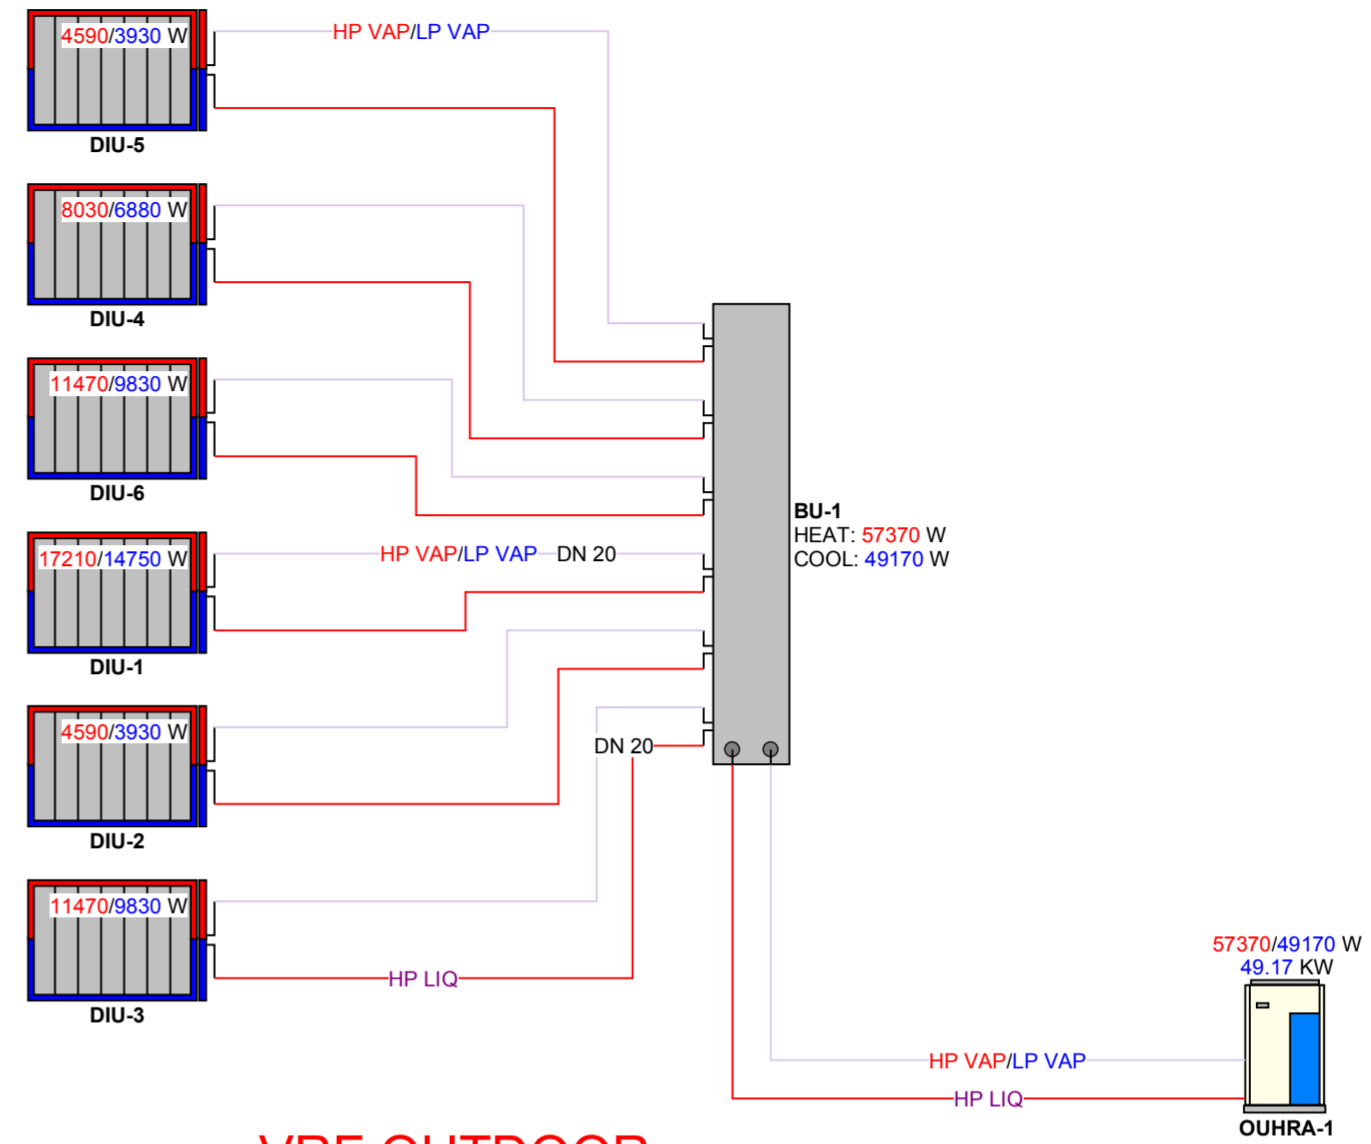 4590/3930 W
HP VAP/LP VAP
DIU-5
8030/6880 W
DIU-4
11470/9830 W
DIU-6
BU-1
HEAT: 57370 W
COOL: 49170 W
17210/14750 W
HP VAP/LP VAP DN 20
DIU-1
4590/3930 W
DN 20
DIU-2
11470/9830 W
HP LIQ
DIU-3
57370/49170 W
49.17 KW
HP VAP/LP VAP
HP LIQ
OUHRA-1
VRF OUTDOOR